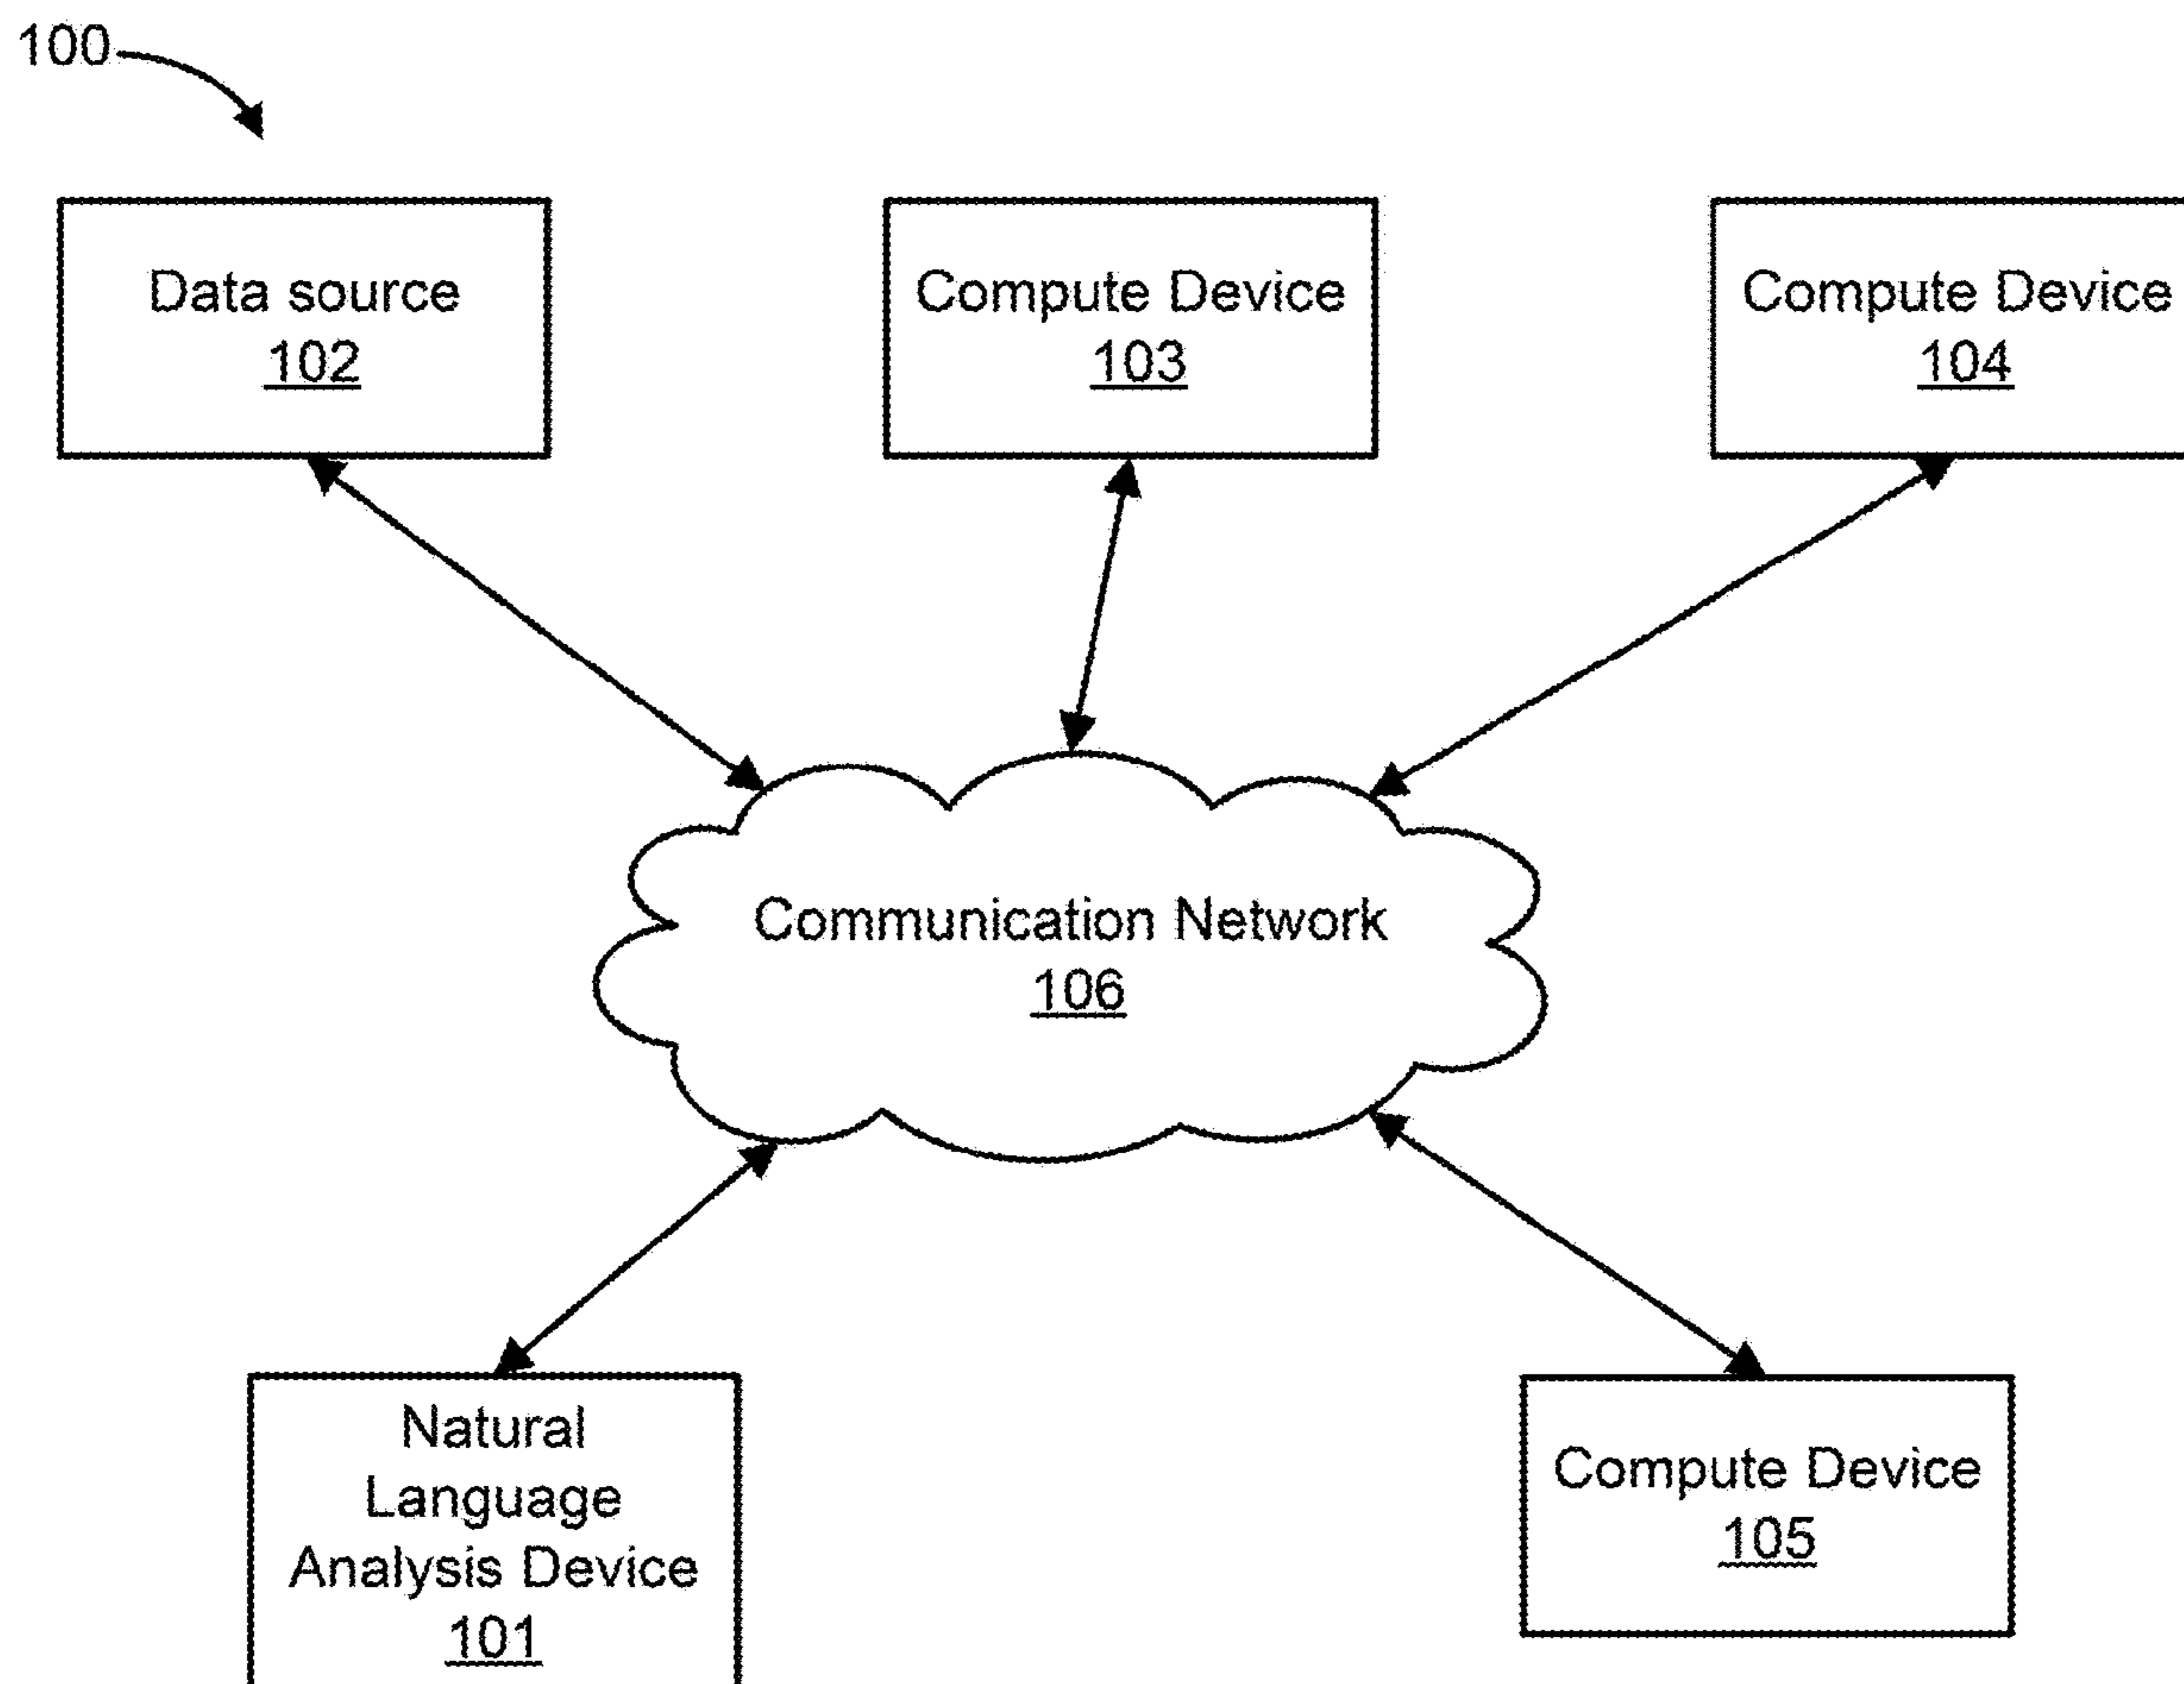 100
Data source
102
Compute Device
103
Compute Device
104
Communication Network
106
Natural
Language
Analysis Device
101
Compute Device
105